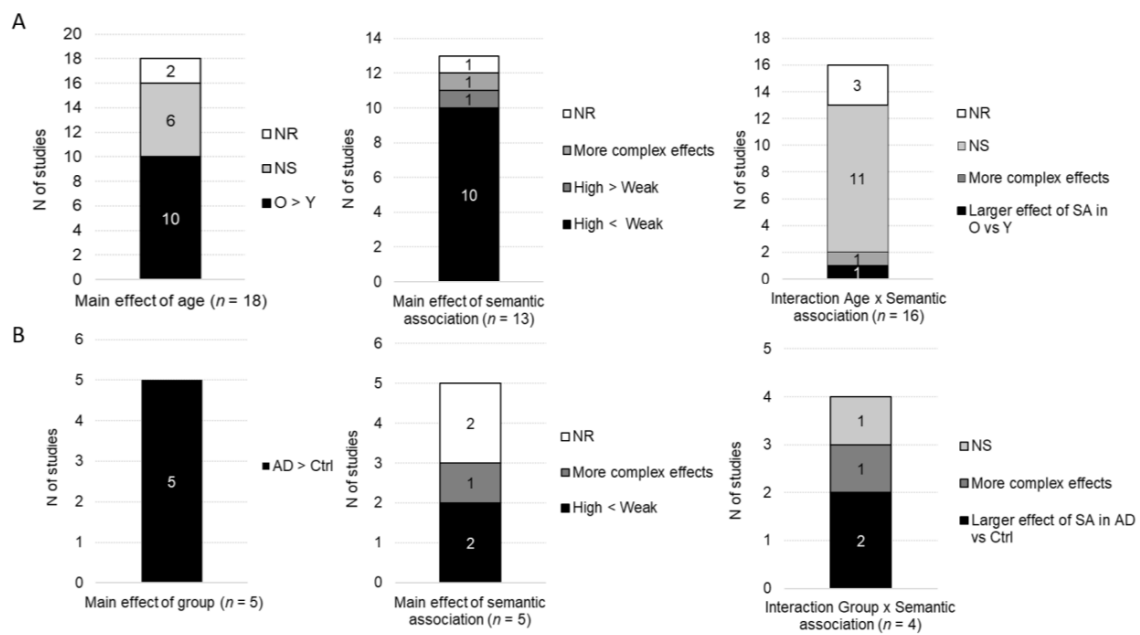 A
N of studies
20
18
16
14
12
10
8
6
4
2
0
2
6
10
NR
NS
O > Y
Main effect of age (n = 18)
N of studies
14
12
10
8
6
4
2
0
1
1
1
10
NR
More complex effects
High > Weak
High < Weak
Main effect of semantic
association (n = 13)
N of studies
18
16
14
12
10
8
6
4
2
0
3
11
1
1
NR
NS
More complex effects
Larger effect of SA in
O vs Y
Interaction Age x Semantic
association (n = 16)
B
N of studies
6
5
4
3
2
1
0
5
AD > Ctrl
Main effect of group (n = 5)
N of studies
6
5
4
3
2
1
0
2
1
2
NR
More complex effects
High < Weak
Main effect of semantic
association (n = 5)
N of studies
5
4
3
2
1
0
1
1
2
NS
More complex effects
Larger effect of SA in AD
vs Ctrl
Interaction Group x Semantic
association (n = 4)